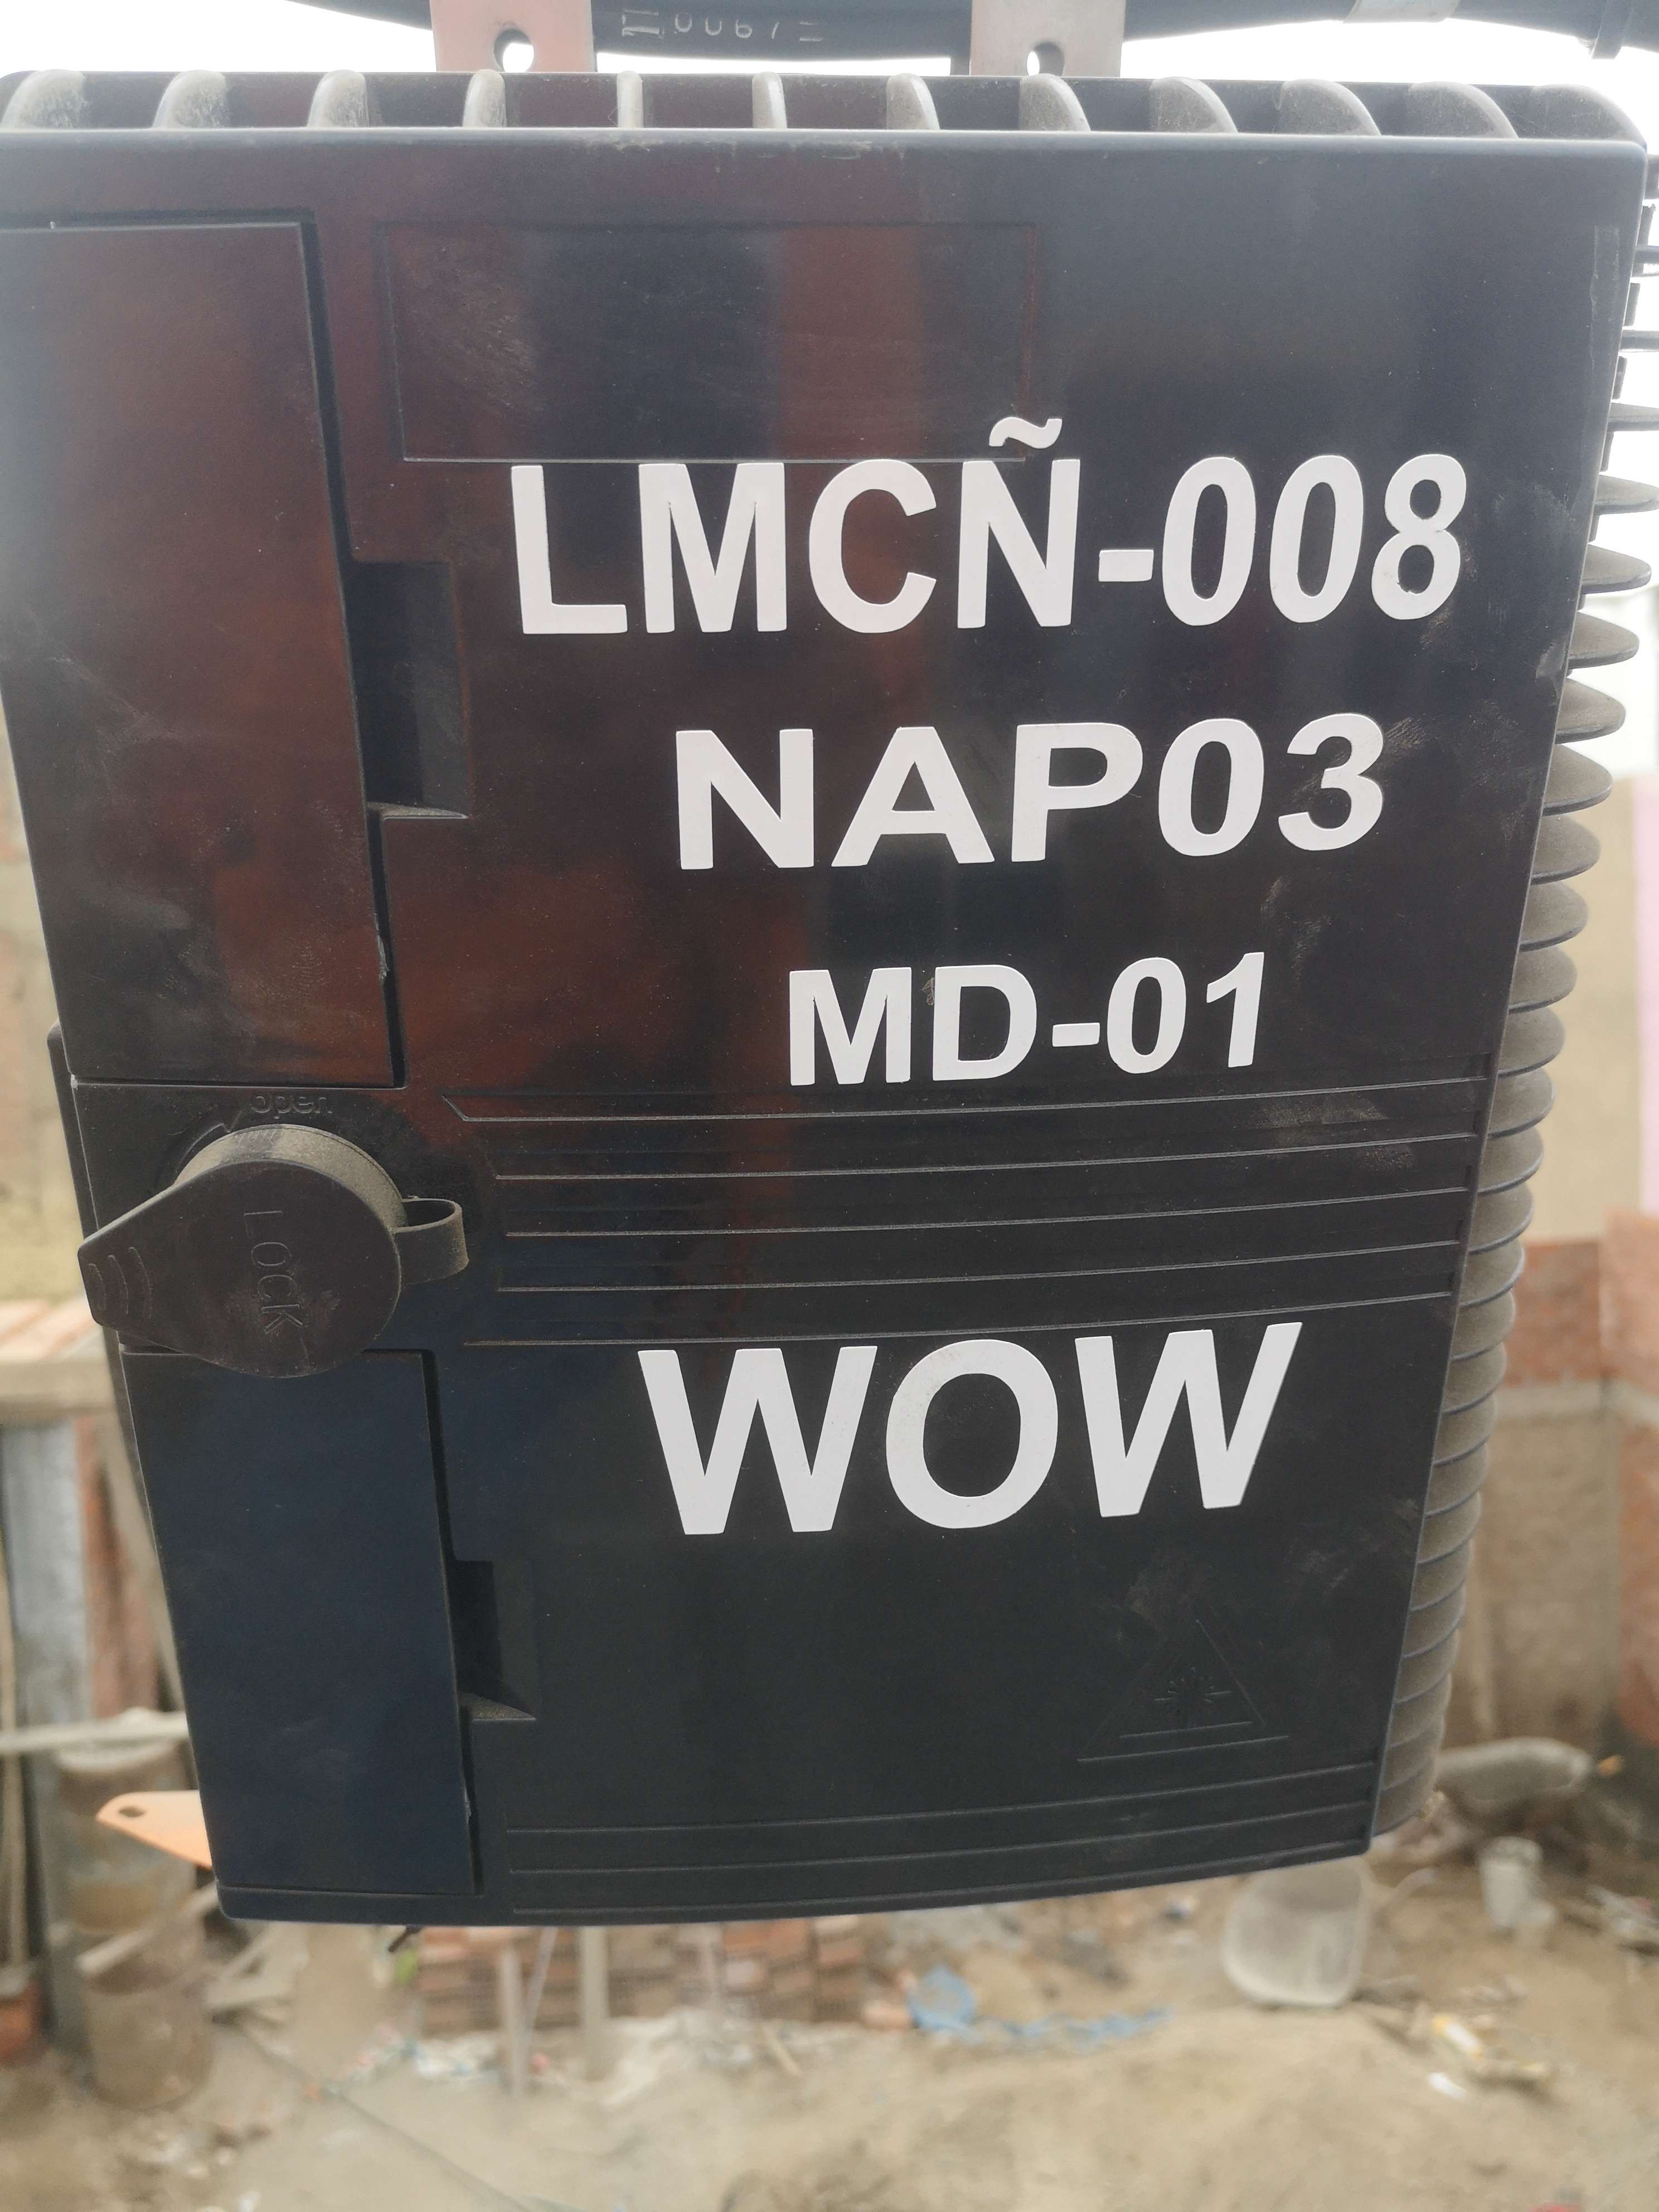 LMCÑ-008
NAP03
MD-01
open
LOCK
WOW